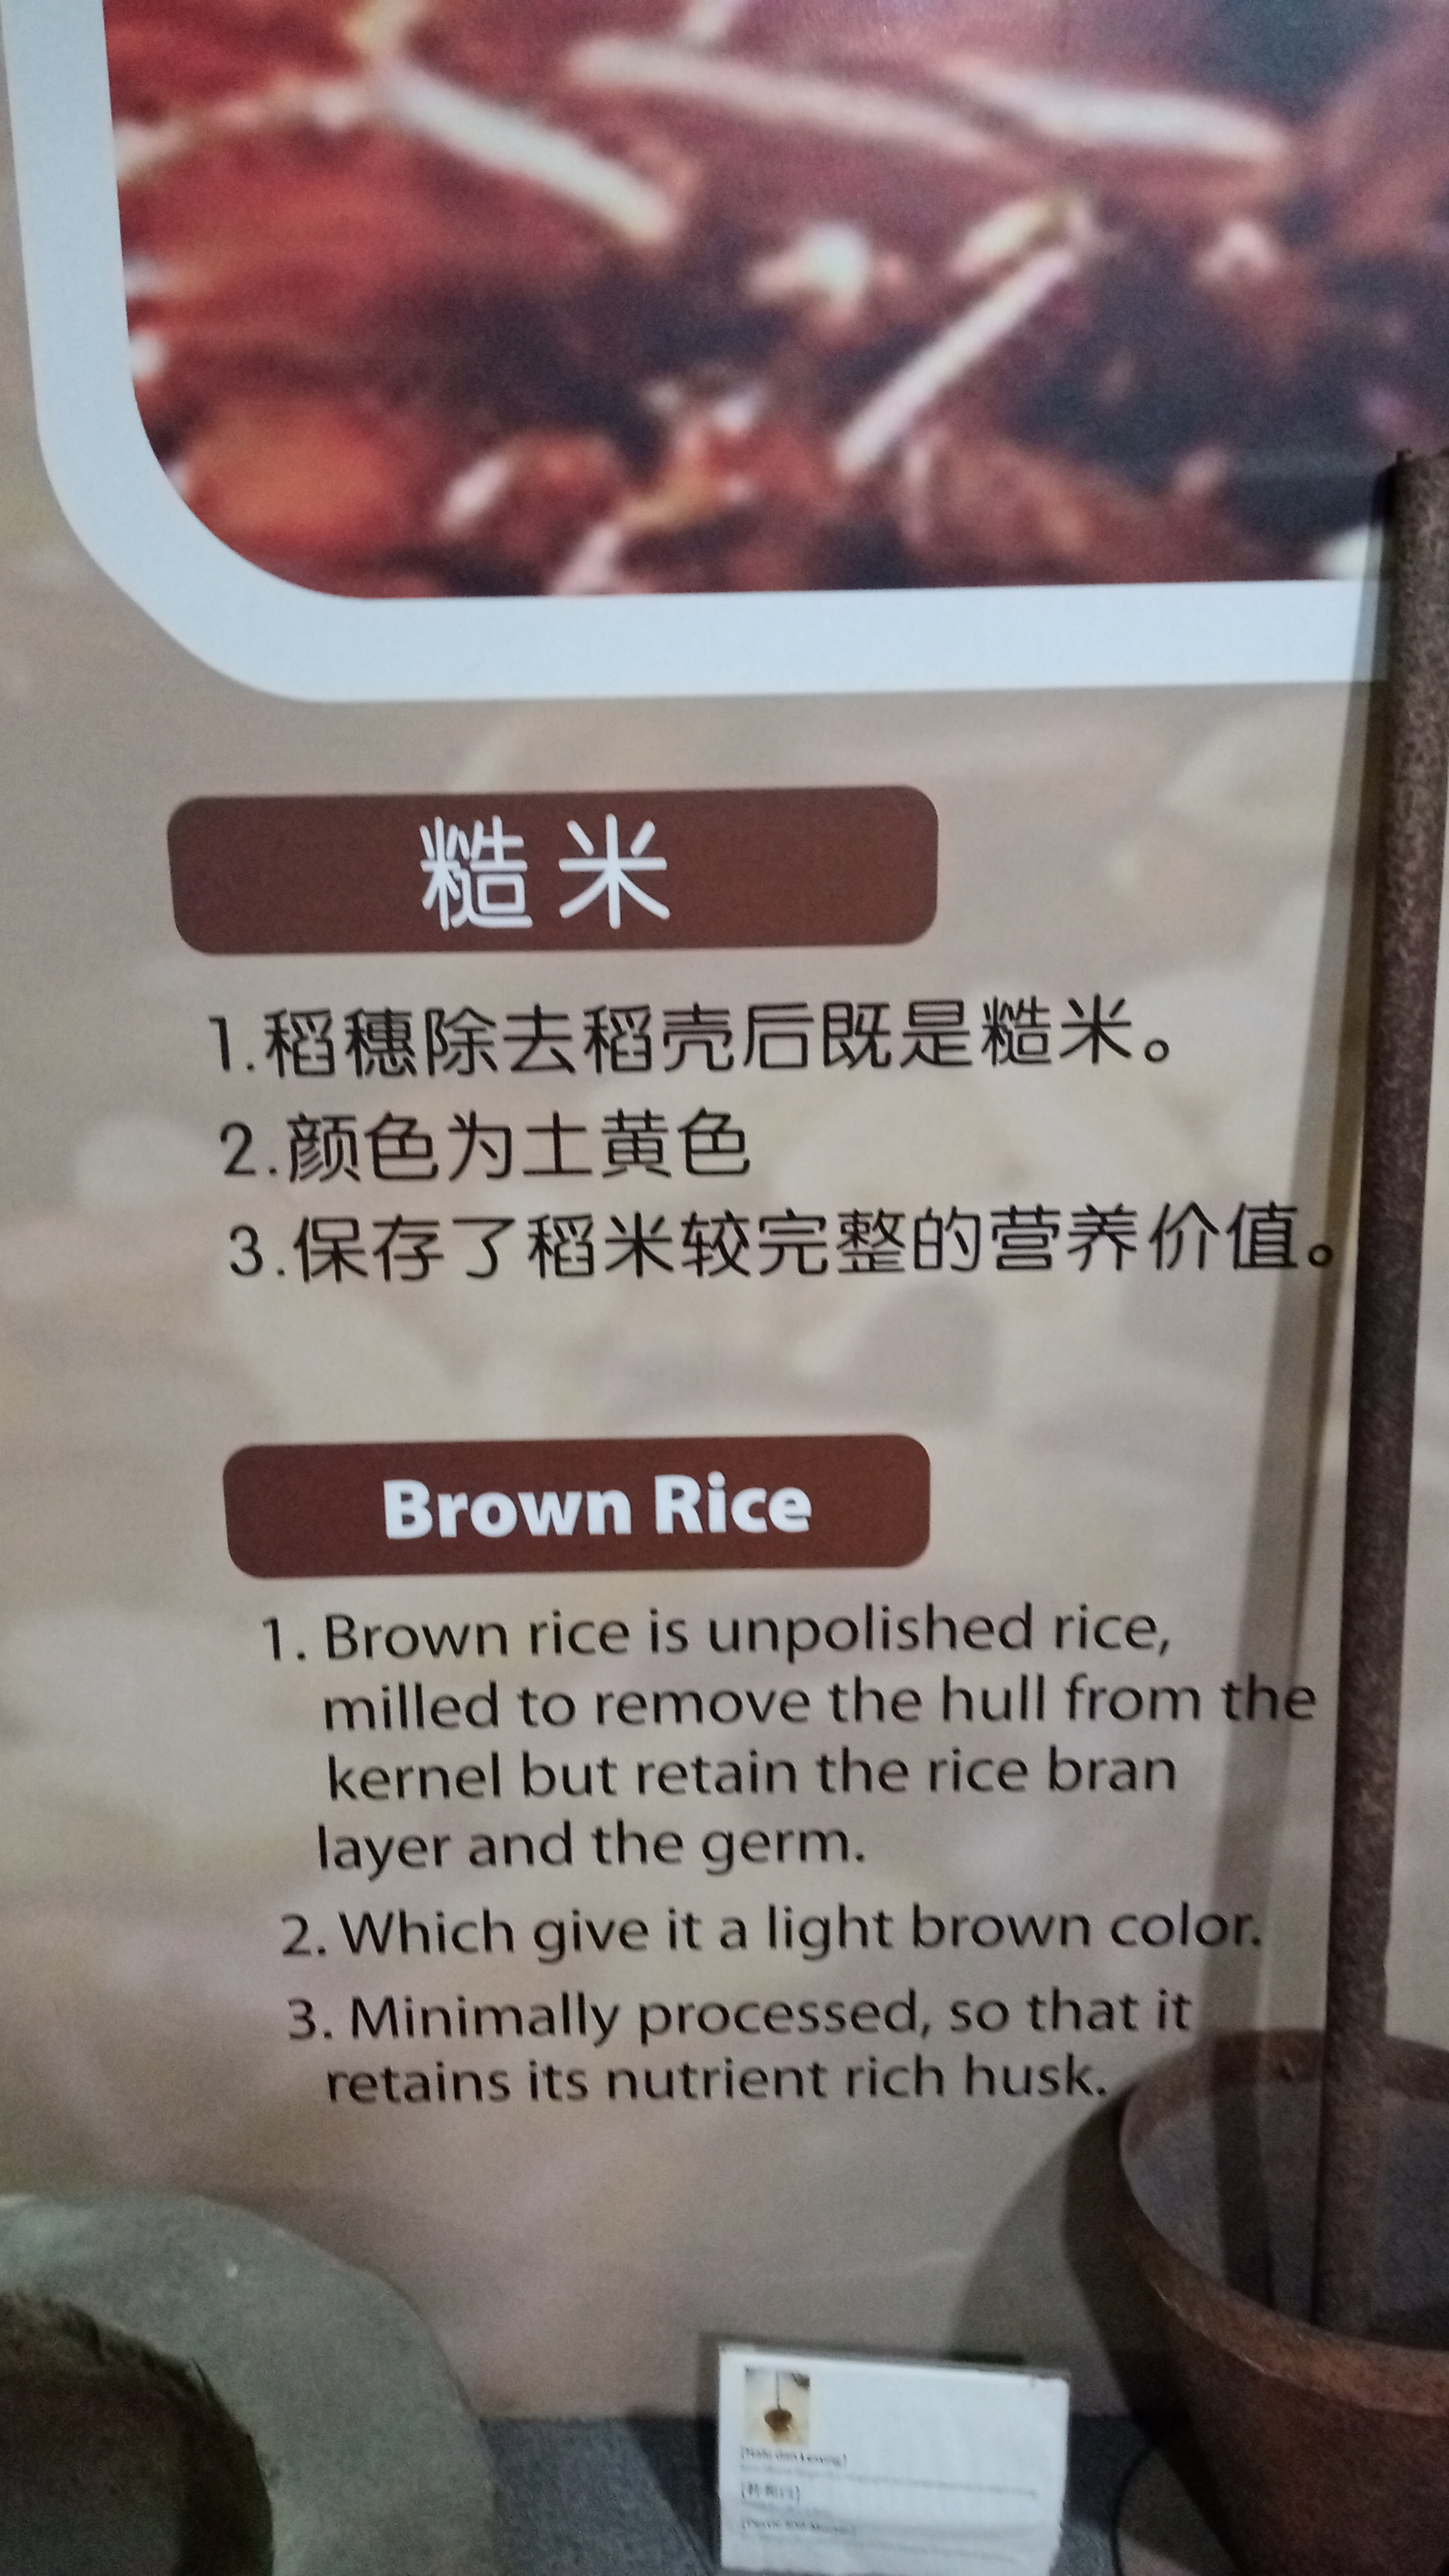 糙米
1.稻穗除去稻壳后既是糙米。
2.颜色为土黄色
3.保存了稻米较完整的营养价值。
Brown Rice
1. Brown rice is unpolished rice,
milled to remove the hull from the
kernel but retain the rice bran
layer and the germ.
2. Which give it a light brown color.
3. Minimally processed, so that it
retains its nutrient rich husk.